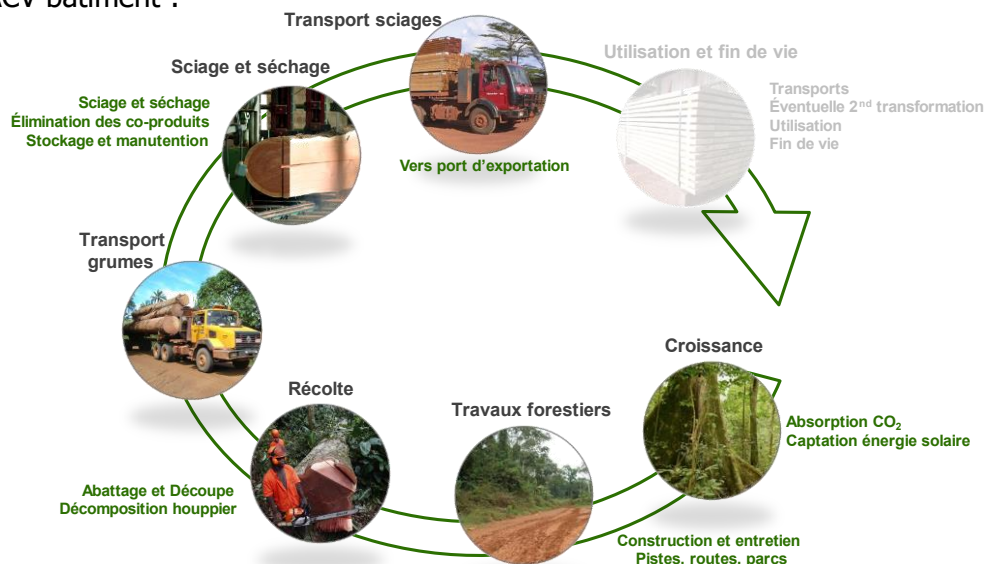 ACV bâtiment :
Transport sciages
Utilisation et fin de vie
Sciage et séchage
Transports
Éventuelle 2nd transformation
Utilisation
Fin de vie
Sciage et séchage
Élimination des co-produits
Stockage et manutention
Vers port d’exportation
Transport
grumes
Croissance
Récolte
Travaux forestiers
Absorption CO2
Captation énergie solaire
Abattage et Découpe
Décomposition houppier
Construction et entretien
Pistes, routes, parcs